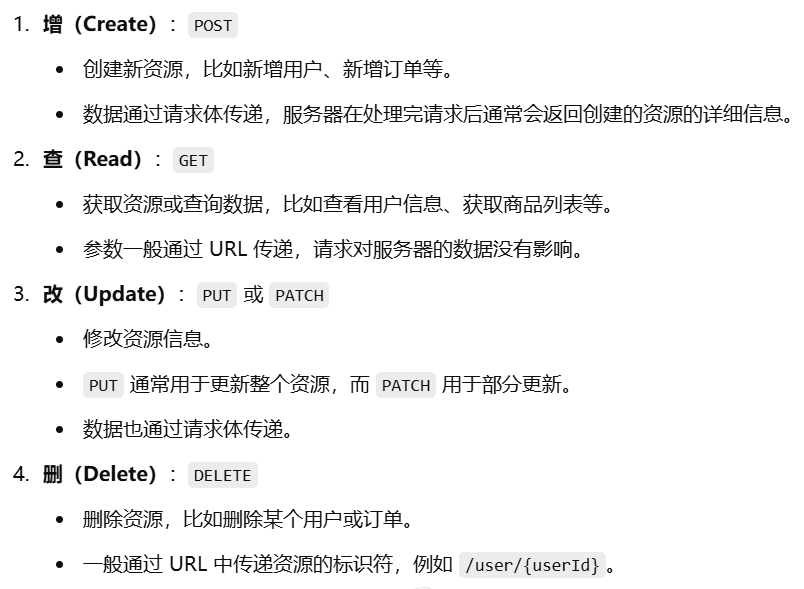 1. 增（Create）： POST
• 创建新资源，比如新增用户、新增订单等。
• 数据通过请求体传递，服务器在处理完请求后通常会返回创建的资源的详细信息。
2. 查（Read）： GET
• 获取资源或查询数据，比如查看用户信息、获取商品列表等。
• 参数一般通过 URL 传递，请求对服务器的数据没有影响。
3. 改（Update）： PUT 或 PATCH
• 修改资源信息。
• PUT 通常用于更新整个资源，而 PATCH 用于部分更新。
• 数据也通过请求体传递。
4. 删（Delete）： DELETE
• 删除资源，比如删除某个用户或订单。
• 一般通过 URL 中传递资源的标识符，例如 /user/{userId} 。